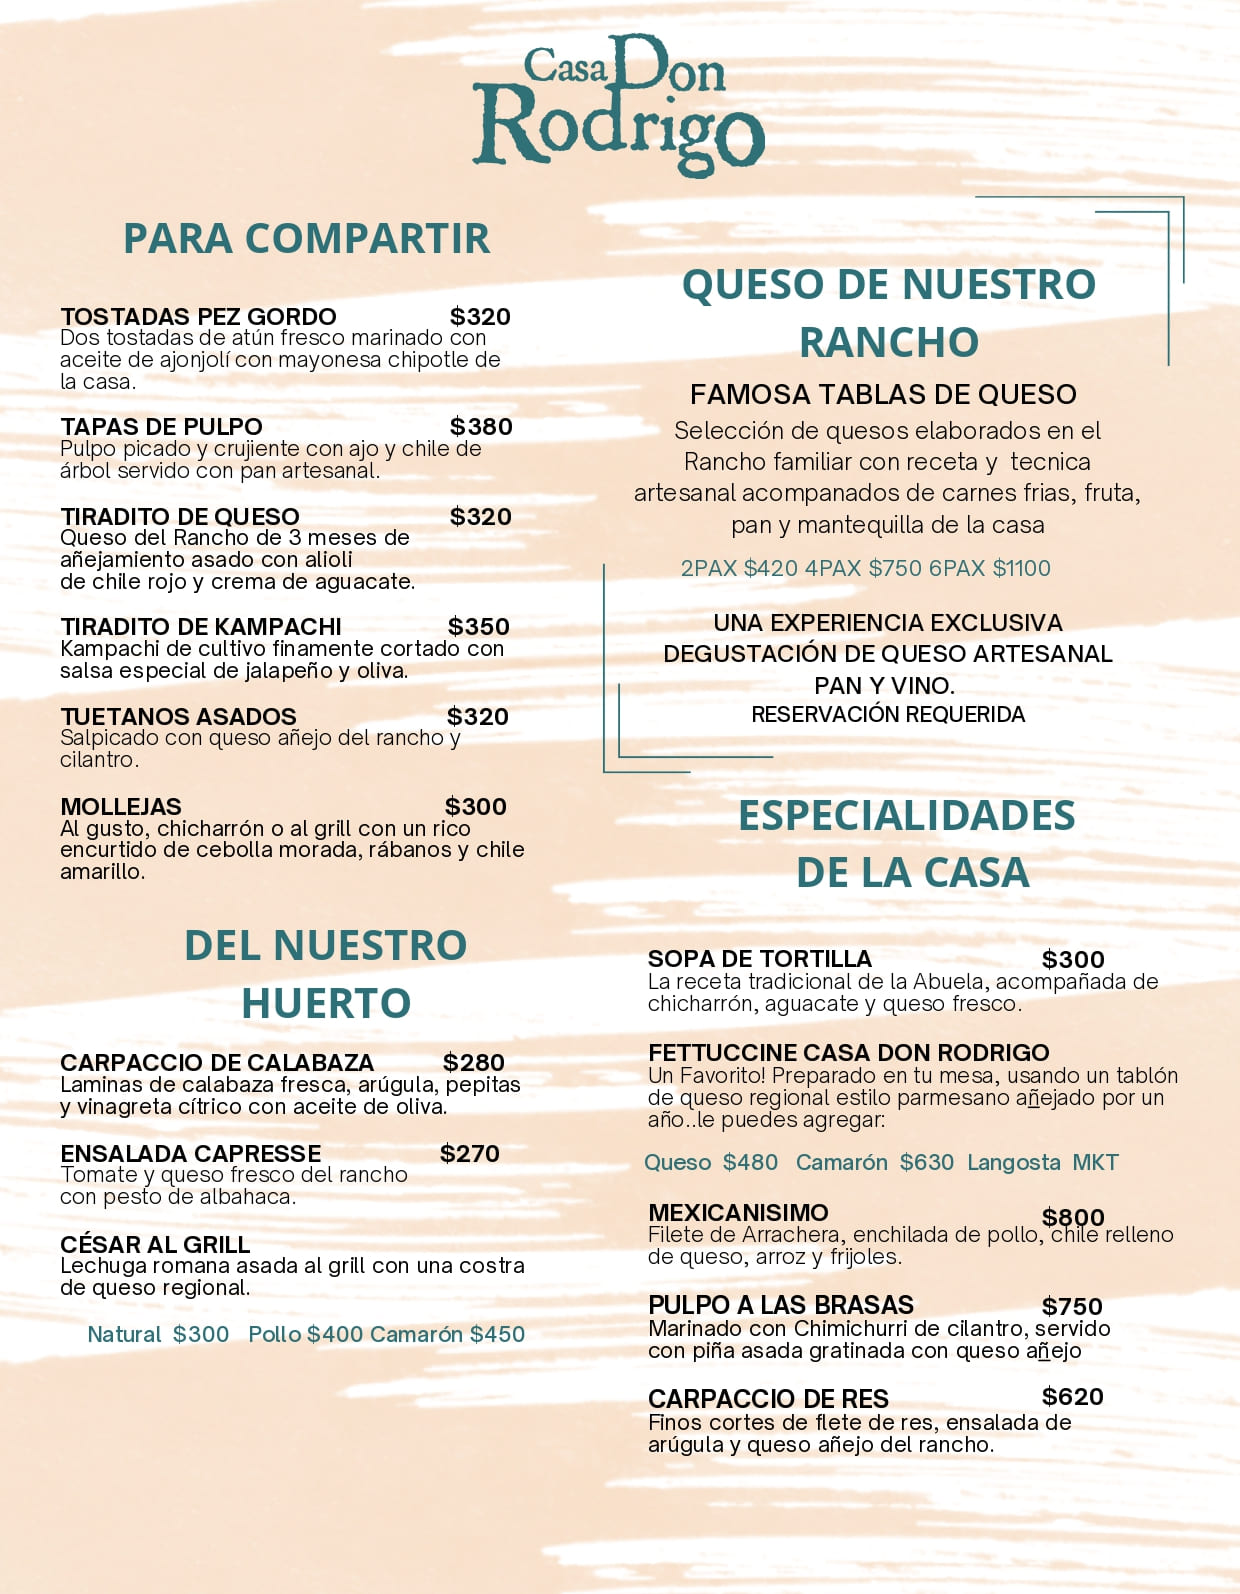 Casa Don
Rodrigo
PARA COMPARTIR
TOSTADAS PEZ GORDO $320
Dos tostadas de atún fresco marinado con
aceite de ajonjolí con mayonesa chipotle de
la casa.
TAPAS DE PULPO $380
Pulpo picado y crujiente con ajo y chile de
árbol servido con pan artesanal.
TIRADITO DE QUESO $320
Queso del Rancho de 3 meses de
añejamiento asado con alioli
de chile rojo y crema de aguacate.
TIRADITO DE KAMPACHI $350
Kampachi de cultivo finamente cortado con
salsa especial de jalapeño y oliva.
TUETANOS ASADOS $320
Salpicado con queso añejo del rancho y
cilantro.
MOLLEJAS $300
Al gusto, chicharrón o al grill con un rico
encurtido de cebolla morada, rábanos y chile
amarillo.
DEL NUESTRO
HUERTO
CARPACCIO DE CALABAZA $280
Laminas de calabaza fresca, arúgula, pepitas
y vinagreta cítrico con aceite de oliva.
ENSALADA CAPRESSE $270
Tomate y queso fresco del rancho
con pesto de albahaca.
CÉSAR AL GRILL
Lechuga romana asada al grill con una costra
de queso regional.
Natural $300 Pollo $400 Camarón $450
QUESO DE NUESTRO
RANCHO
FAMOSA TABLAS DE QUESO
Selección de quesos elaborados en el
Rancho familiar con receta y tecnica
artesanal acompanados de carnes frias, fruta,
pan y mantequilla de la casa
2PAX $420 4PAX $750 6PAX $1100
UNA EXPERIENCIA EXCLUSIVA
DEGUSTACIÓN DE QUESO ARTESANAL
PAN Y VINO.
RESERVACIÓN REQUERIDA
ESPECIALIDADES
DE LA CASA
SOPA DE TORTILLA $300
La receta tradicional de la Abuela, acompañada de
chicharrón, aguacate y queso fresco.
FETTUCCINE CASA DON RODRIGO
Un Favorito! Preparado en tu mesa, usando un tablón
de queso regional estilo parmesano añejado por un
año..le puedes agregar:
Queso $480 Camarón $630 Langosta MKT
MEXICANISIMO $800
Filete de Arrachera, enchilada de pollo, chile relleno
de queso, arroz y frijoles.
PULPO A LAS BRASAS $750
Marinado con Chimichurri de cilantro, servido
con piña asada gratinada con queso añejo
CARPACCIO DE RES $620
Finos cortes de flete de res, ensalada de
arúgula y queso añejo del rancho.